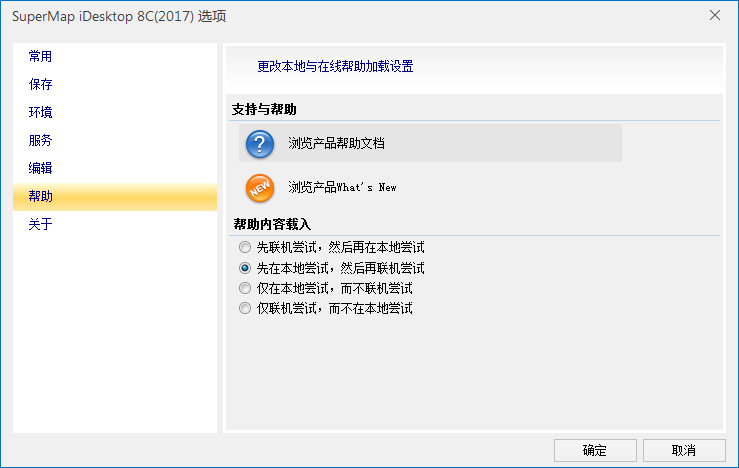 SuperMap iDesktop 8C(2017) 选项
常用
保存
环境
服务
编辑
帮助
关于
更改本地与在线帮助加载设置
支持与帮助
?
浏览产品帮助文档
NEW
浏览产品What's New
帮助内容载入
先联机尝试，然后再在本地尝试
先在本地尝试，然后再联机尝试
仅在本地尝试，而不联机尝试
仅联机尝试，而不在本地尝试
确定
取消